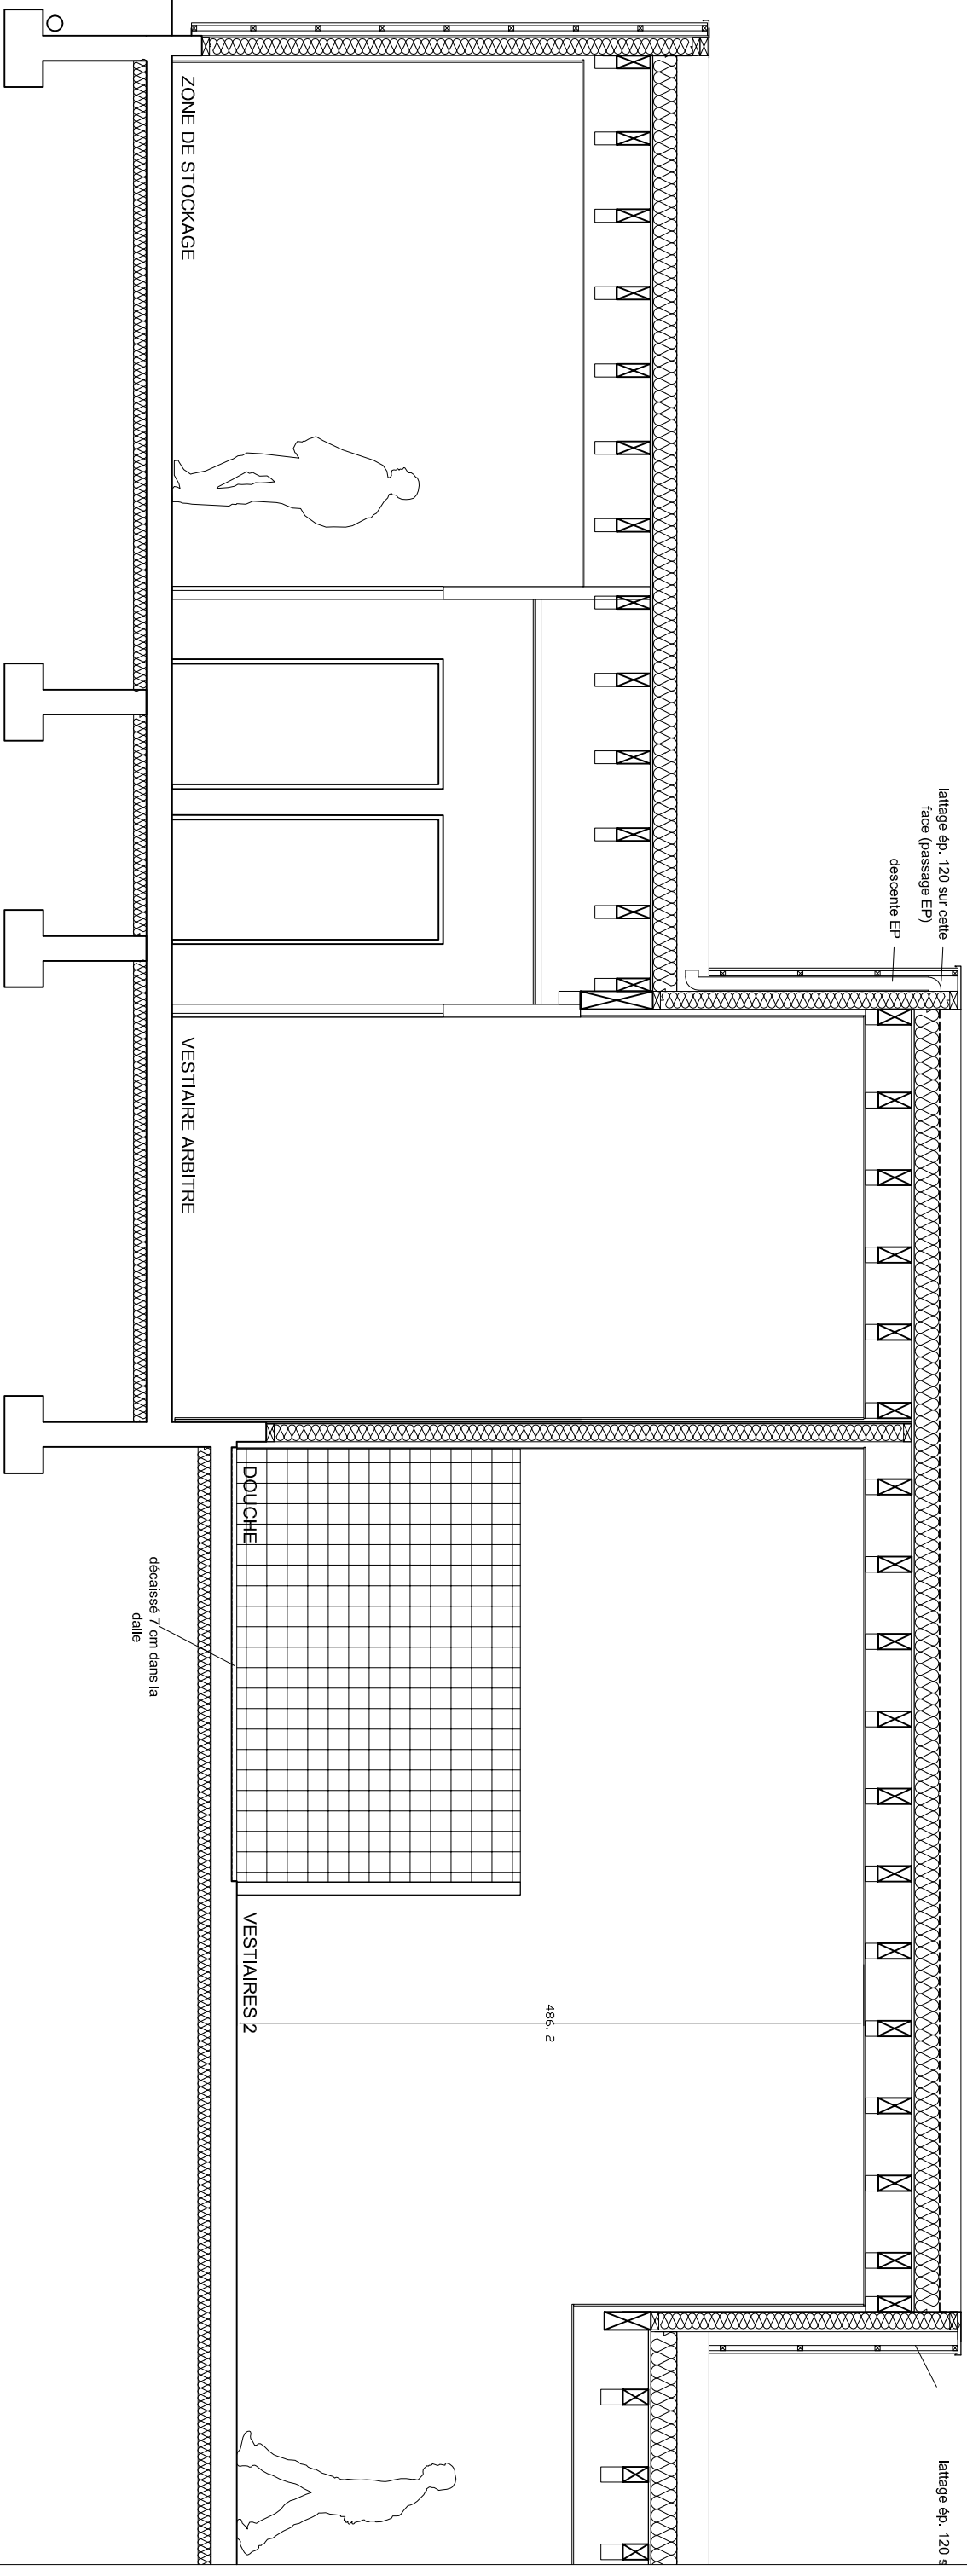 lattage ép. 120 sur cette
face (passage EP)
descente EP
lattage ép. 120 s
ZONE DE STOCKAGE
VESTIAIRE ARBITRE
DOUCHE
VESTIAIRES 2
486. 2
décaissé 7 cm dans la
dalle